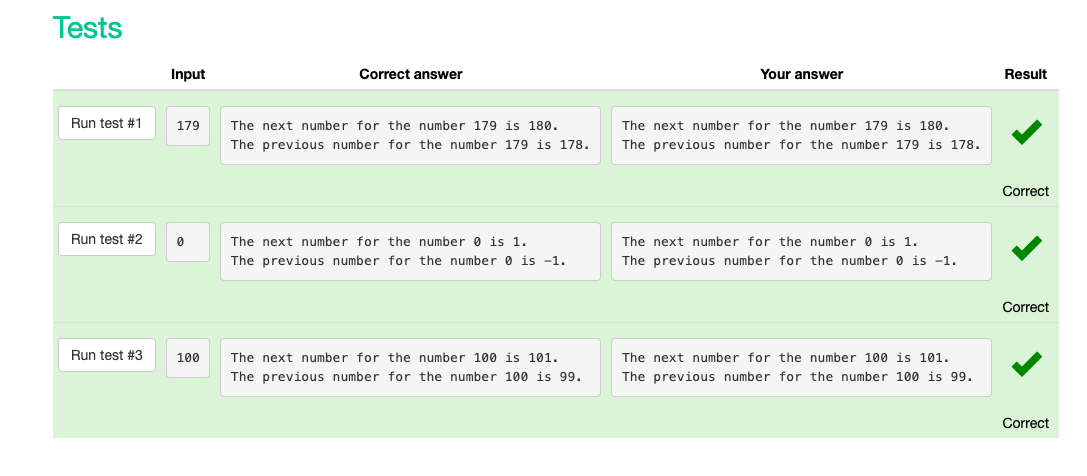 Tests
Input Correct answer Your answer Result
Run test #1 179 The next number for the number 179 is 180. The next number for the number 179 is 180.
The previous number for the number 179 is 178. The previous number for the number 179 is 178.
Correct
Run test #2 0 The next number for the number 0 is 1. The next number for the number 0 is 1.
The previous number for the number 0 is -1. The previous number for the number 0 is -1.
Correct
Run test #3 100 The next number for the number 100 is 101. The next number for the number 100 is 101.
The previous number for the number 100 is 99. The previous number for the number 100 is 99.
Correct